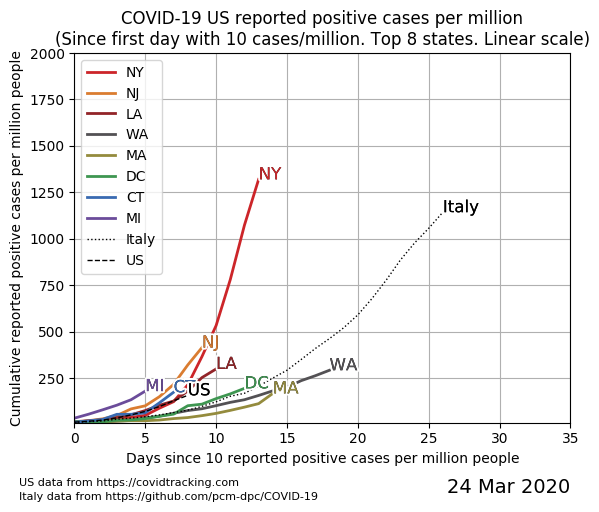 COVID-19 US reported positive cases per million
(Since first day with 10 cases/million. Top 8 states. Linear scale)
Cumulative reported positive cases per million people
2000
1750
1500
1250
1000
750
500
250
NY
NJ
LA
WA
MA
DC
CT
MI
Italy
US
NY
Italy
NJ
LA
WA
MI
CT
US
DC
MA
0 5 10 15 20 25 30 35
Days since 10 reported positive cases per million people
US data from https://covidtracking.com
Italy data from https://github.com/pcm-dpc/COVID-19
24 Mar 2020